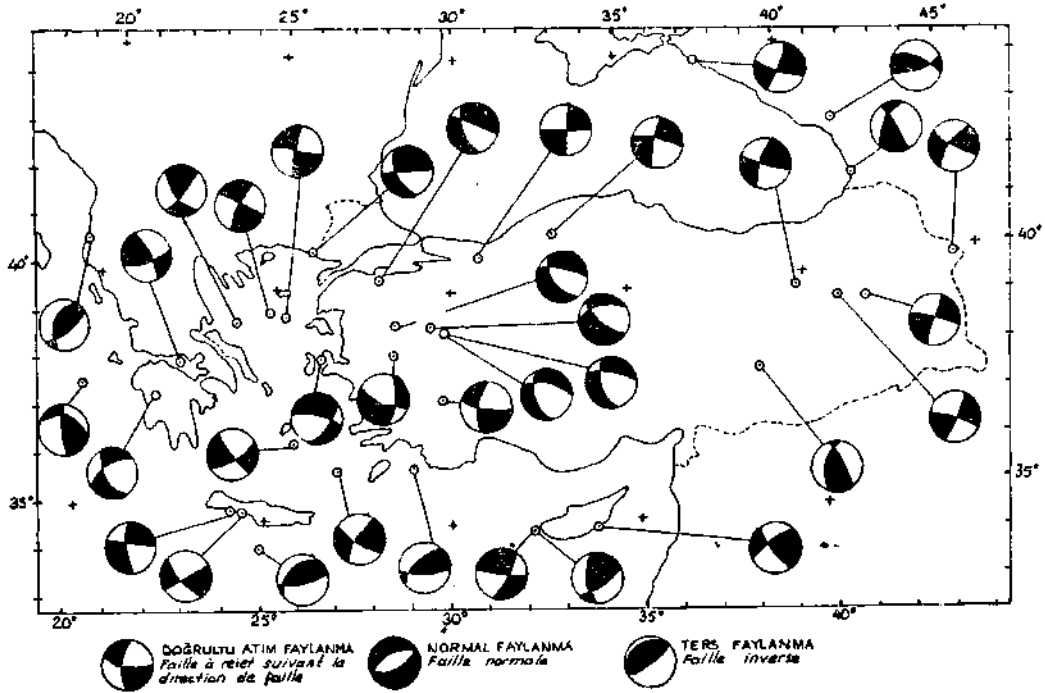 20° 25° 30° 35° 40° 45°
40° 40°
35° 35°
20° 25° 30° 35° 40°
DOĞRULTU ATIM FAYLANMA
Faille à rejet suivant la
direction de faille
NORMAL FAYLANMA
Faille normale
TERS FAYLANMA
Faille inverse